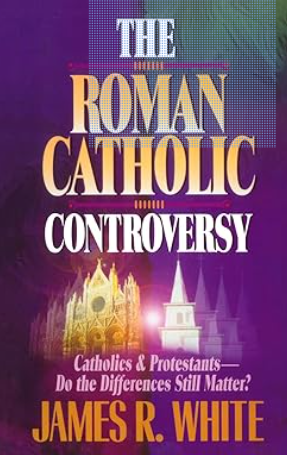 THE
ROMAN
CATHOLIC
CONTROVERSY
Catholics & Protestants—
Do the Differences Still Matter?
JAMES R. WHITE